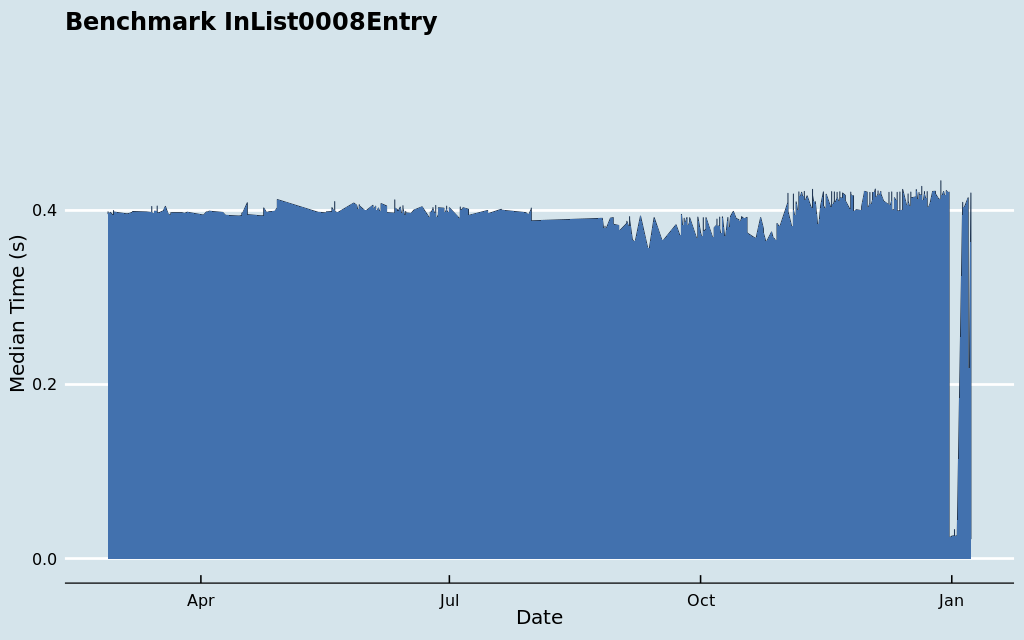 Benchmark InList0008Entry
Median Time (s)
0.4
0.2
0.0
Apr Jul Oct Jan
Date